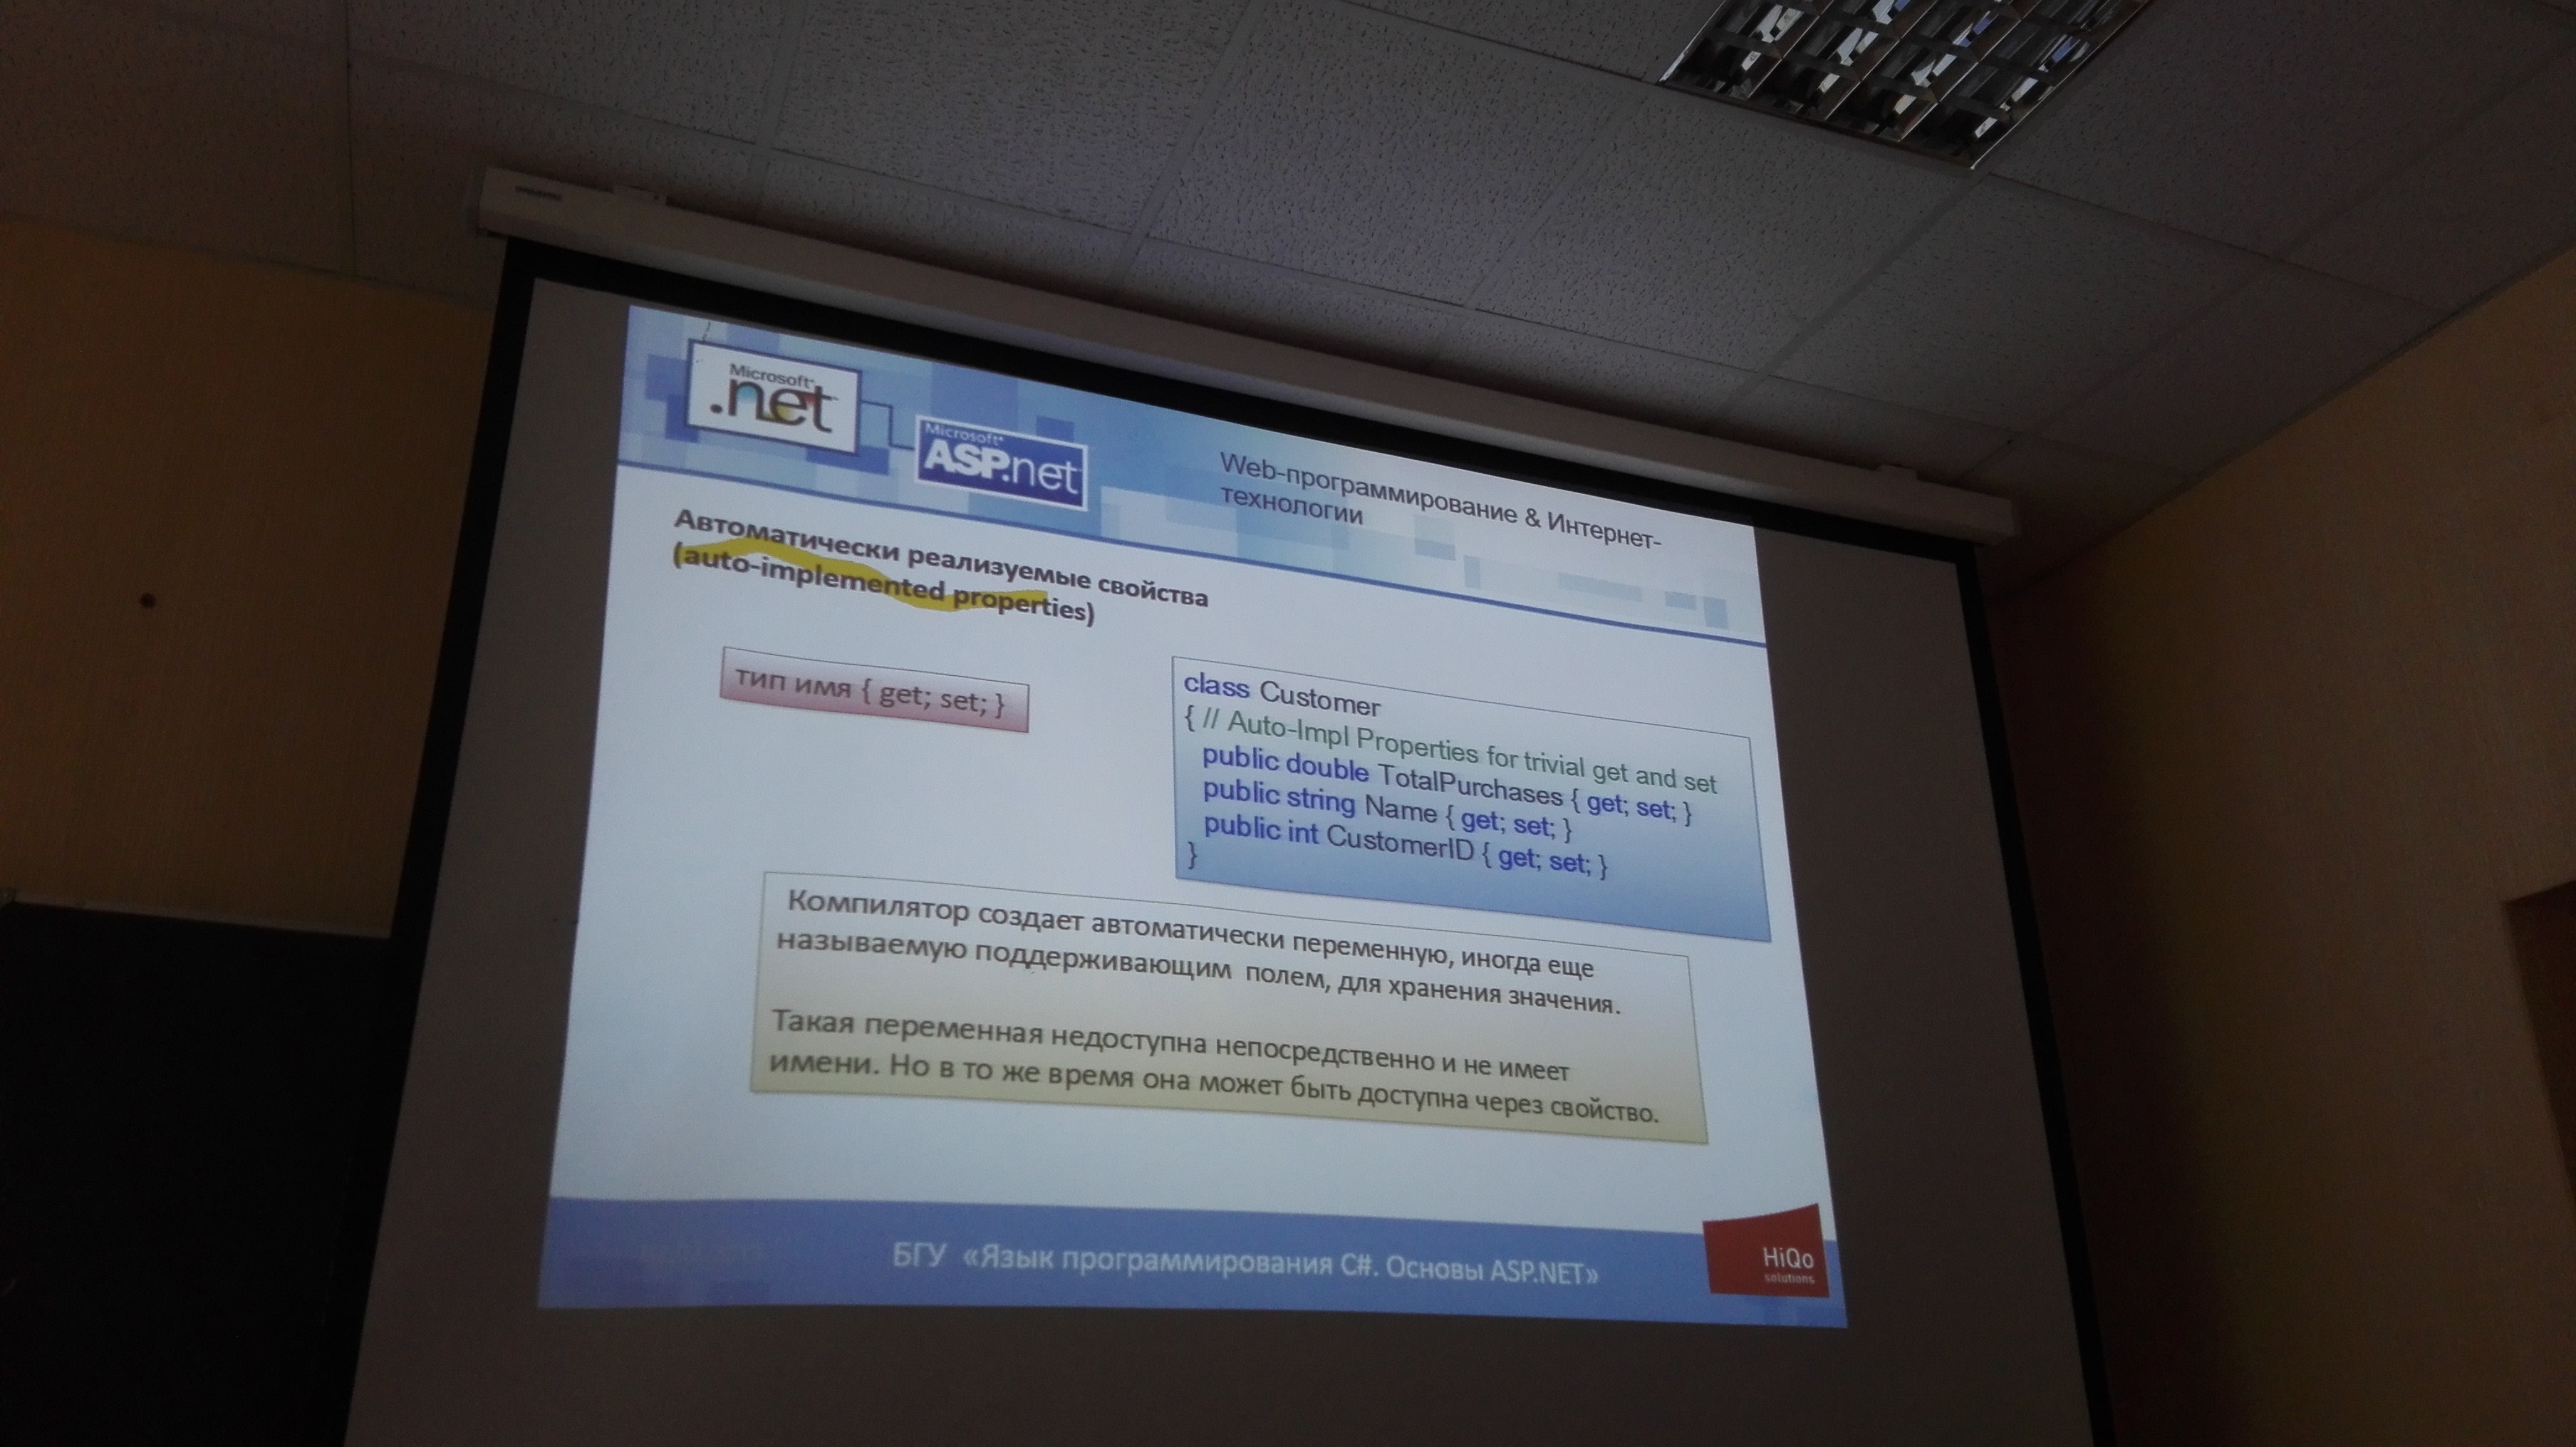 Microsoft
.net
Microsoft
ASP.net
Web-программирование & Интернет-
технологии
Автоматически реализуемые свойства
(auto-implemented properties)
тип имя { get; set; }
class Customer
{ // Auto-Impl Properties for trivial get and set
public double TotalPurchases { get; set; }
public string Name { get; set; }
public int CustomerID { get; set; }
}
Компилятор создает автоматически переменную, иногда еще
называемую поддерживающим полем, для хранения значения.
Такая переменная недоступна непосредственно и не имеет
имени. Но в то же время она может быть доступна через свойство.
БГУ «Язык программирования C#. Основы ASP.NET»
HiQo
solutions